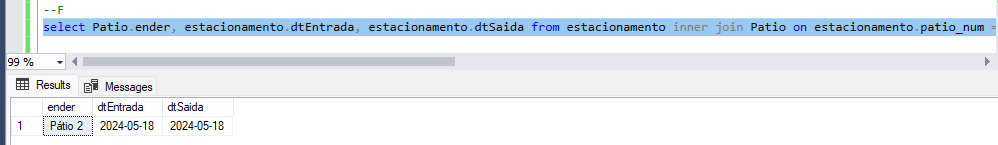 --F
select Patio.ender, estacionamento.dtEntrada, estacionamento.dtSaida from estacionamento inner join Patio on estacionamento.patio_num =
99 %
Results Messages
ender dtEntrada dtSaida
1 Pátio 2 2024-05-18 2024-05-18